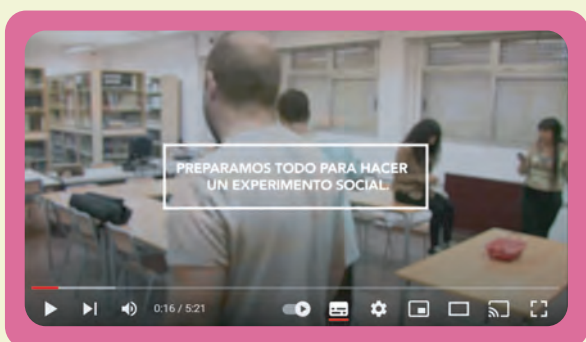 PREPARAMOS TODO PARA HACER
UN EXPERIMENTO SOCIAL.
0:16 / 5:21